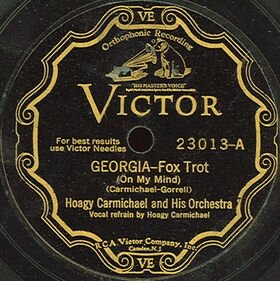 VE
Orthophonic Recording
"HIS MASTER'S VOICE"
VICTOR
For best results
use Victor Needles
23013-A
GEORGIA–Fox Trot
(On My Mind)
(Carmichael-Gorrell)
Hoagy Carmichael and His Orchestra
Vocal refrain by Hoagy Carmichael
RCA Victor Company, Inc.
Camden, N.J.
VE